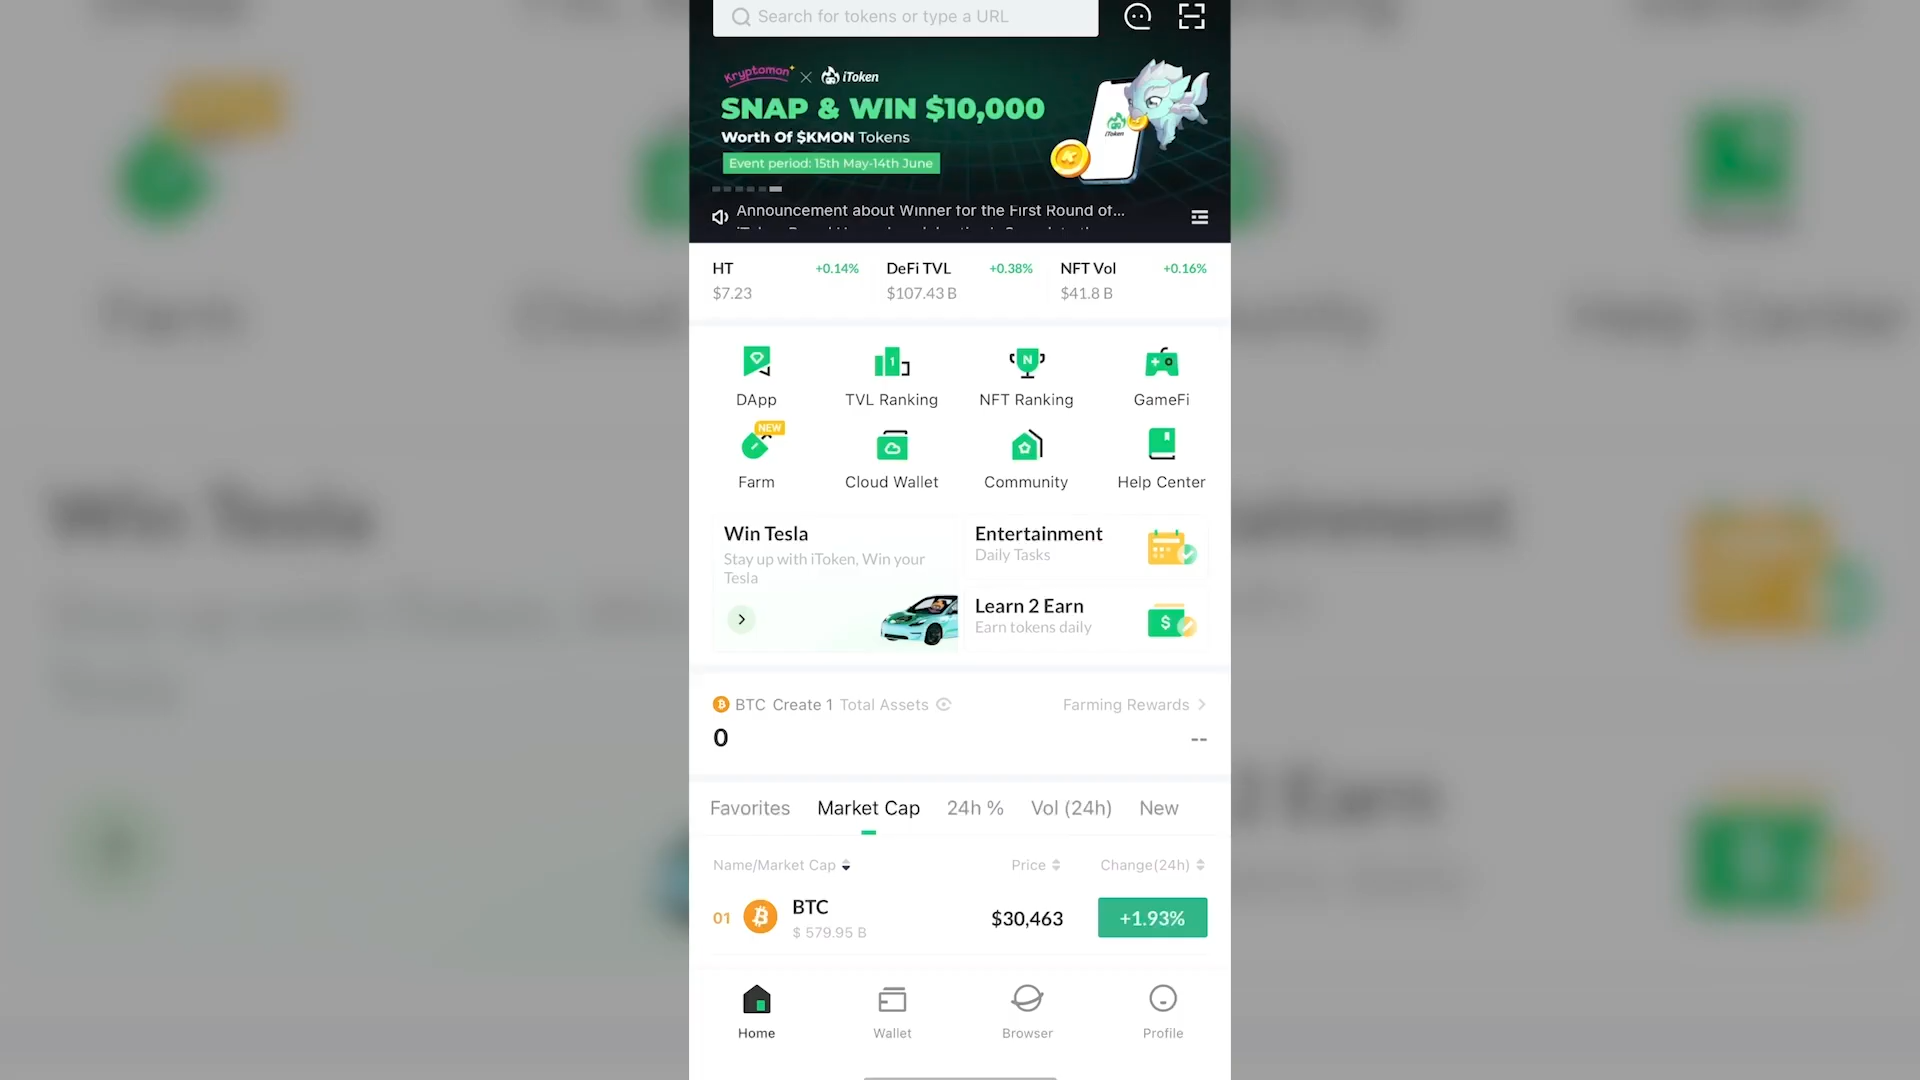 Search for tokens or type a URL
Kryptomon × iToken
SNAP & WIN $10,000
Worth Of $KMON Tokens
Event period: 15th May-14th June
iToken
Announcement about Winner for the First Round of...
HT +0.14% DeFi TVL +0.38% NFT Vol +0.16%
$7.23 $107.43 B $41.8 B
DApp TVL Ranking NFT Ranking GameFi
NEW
Farm Cloud Wallet Community Help Center
Win Tesla
Stay up with iToken, Win your
Tesla
Entertainment
Daily Tasks
Learn 2 Earn
Earn tokens daily
BTC Create 1 Total Assets Farming Rewards
0 --
Favorites Market Cap 24h % Vol (24h) New
Name/Market Cap Price Change(24h)
01 BTC $30,463 +1.93%
$ 579.95 B
Home Wallet Browser Profile